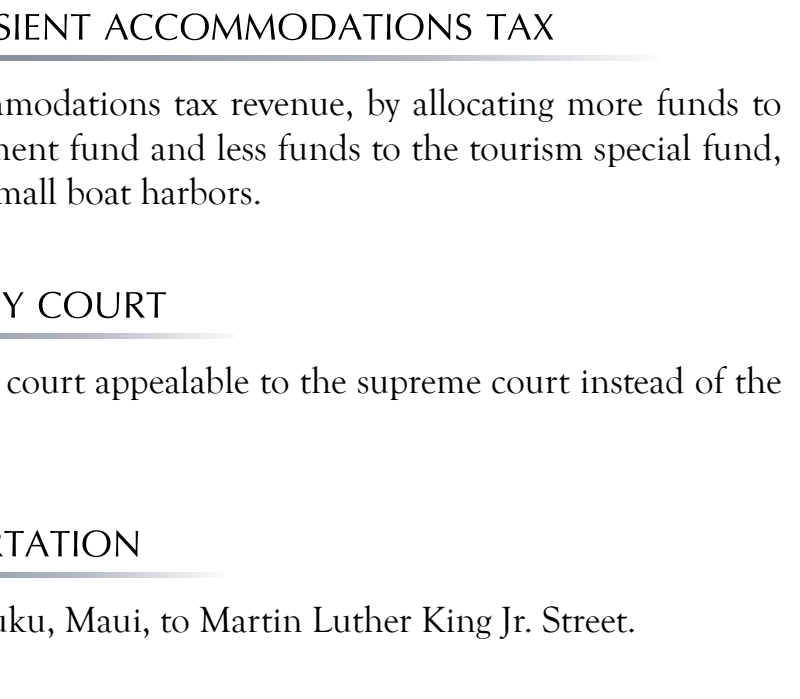 SIENT ACCOMMODATIONS TAX
mmodations tax revenue, by allocating more funds to
ment fund and less funds to the tourism special fund,
mall boat harbors.
Y COURT
court appealable to the supreme court instead of the
RTATION
uku, Maui, to Martin Luther King Jr. Street.